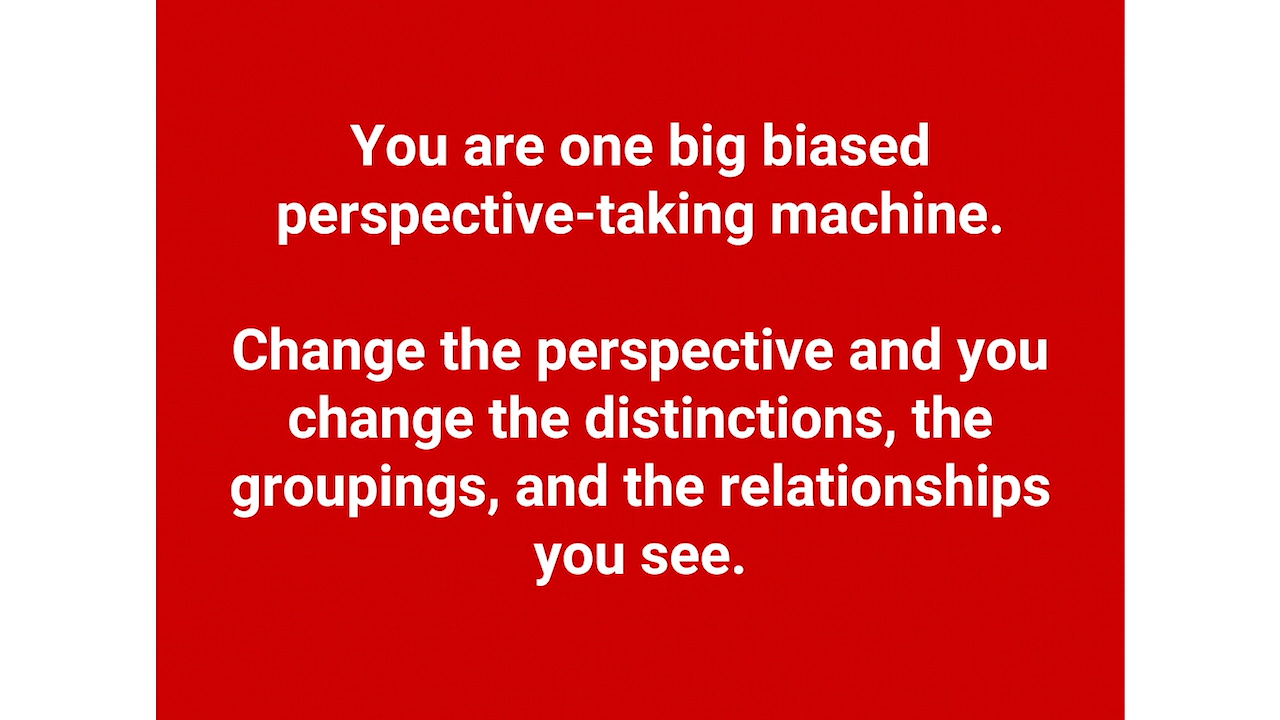 You are one big biased
perspective-taking machine.
Change the perspective and you
change the distinctions, the
groupings, and the relationships
you see.